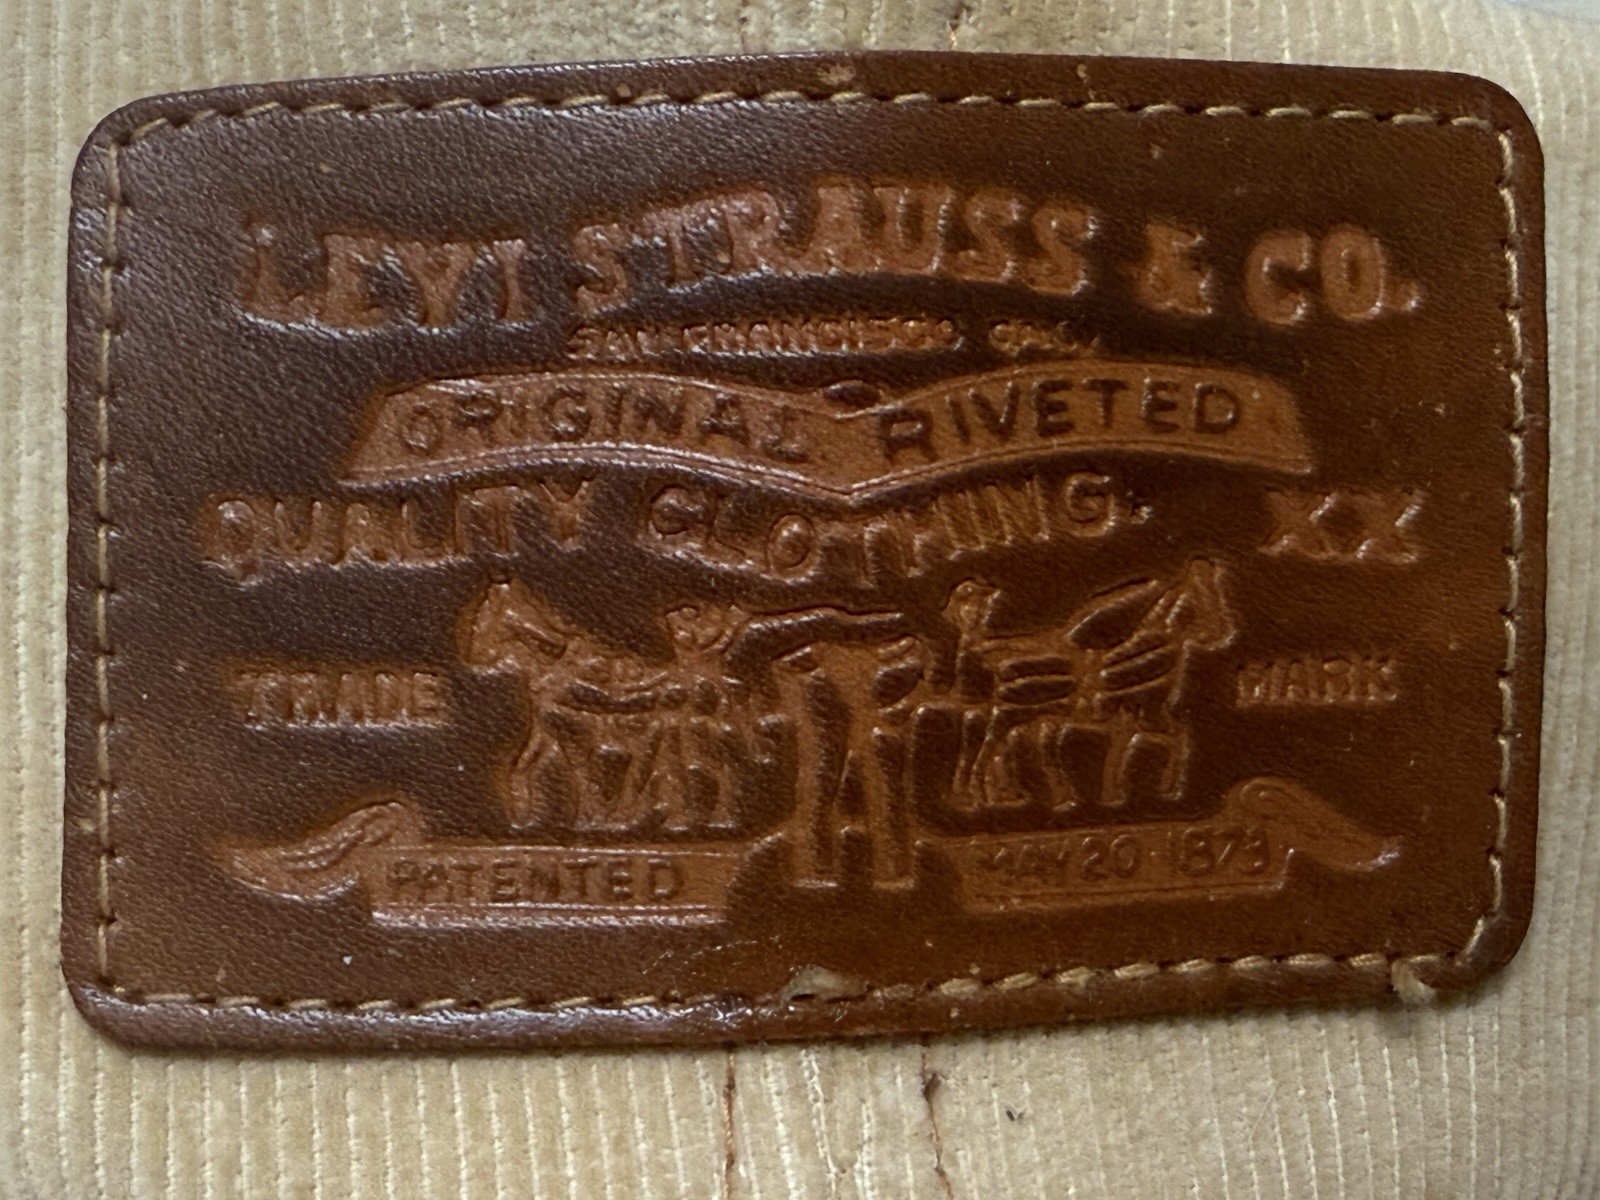 LEVI STRAUSS & CO.
SAN FRANCISCO CAL.
ORIGINAL RIVETED
QUALITY CLOTHING. XX
TRADE MARK
PATENTED MAY 20 1873